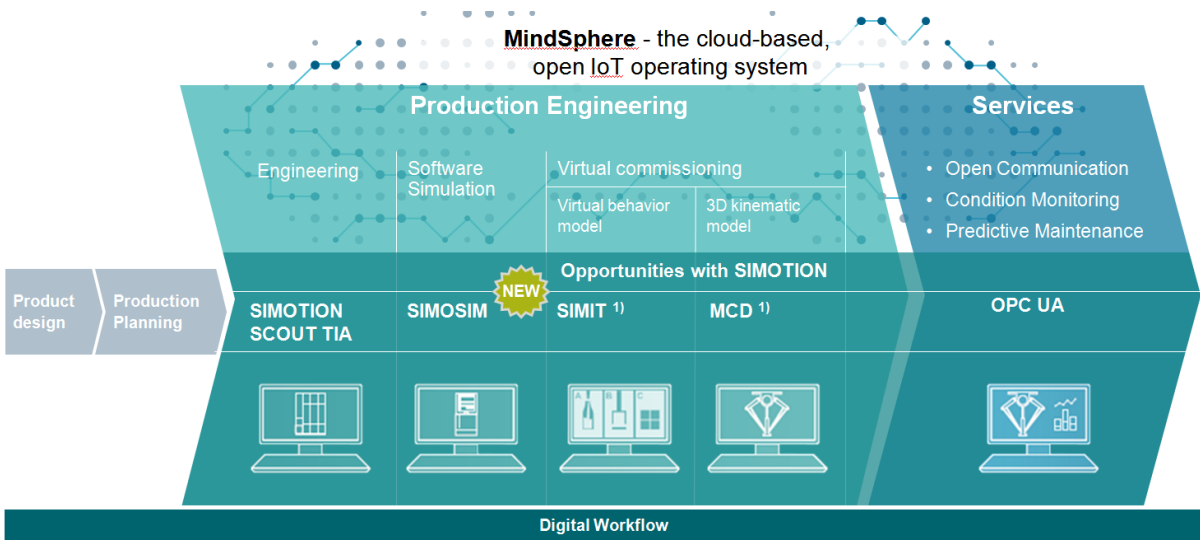 MindSphere - the cloud-based,
open IoT operating system
Production Engineering
Services
Engineering
Software
Simulation
Virtual commissioning
Virtual behavior
model
3D kinematic
model
• Open Communication
• Condition Monitoring
• Predictive Maintenance
Product
design
Production
Planning
Opportunities with SIMOTION
NEW
SIMOTION
SCOUT TIA
SIMOSIM
SIMIT 1)
MCD 1)
OPC UA
A B C
Digital Workflow